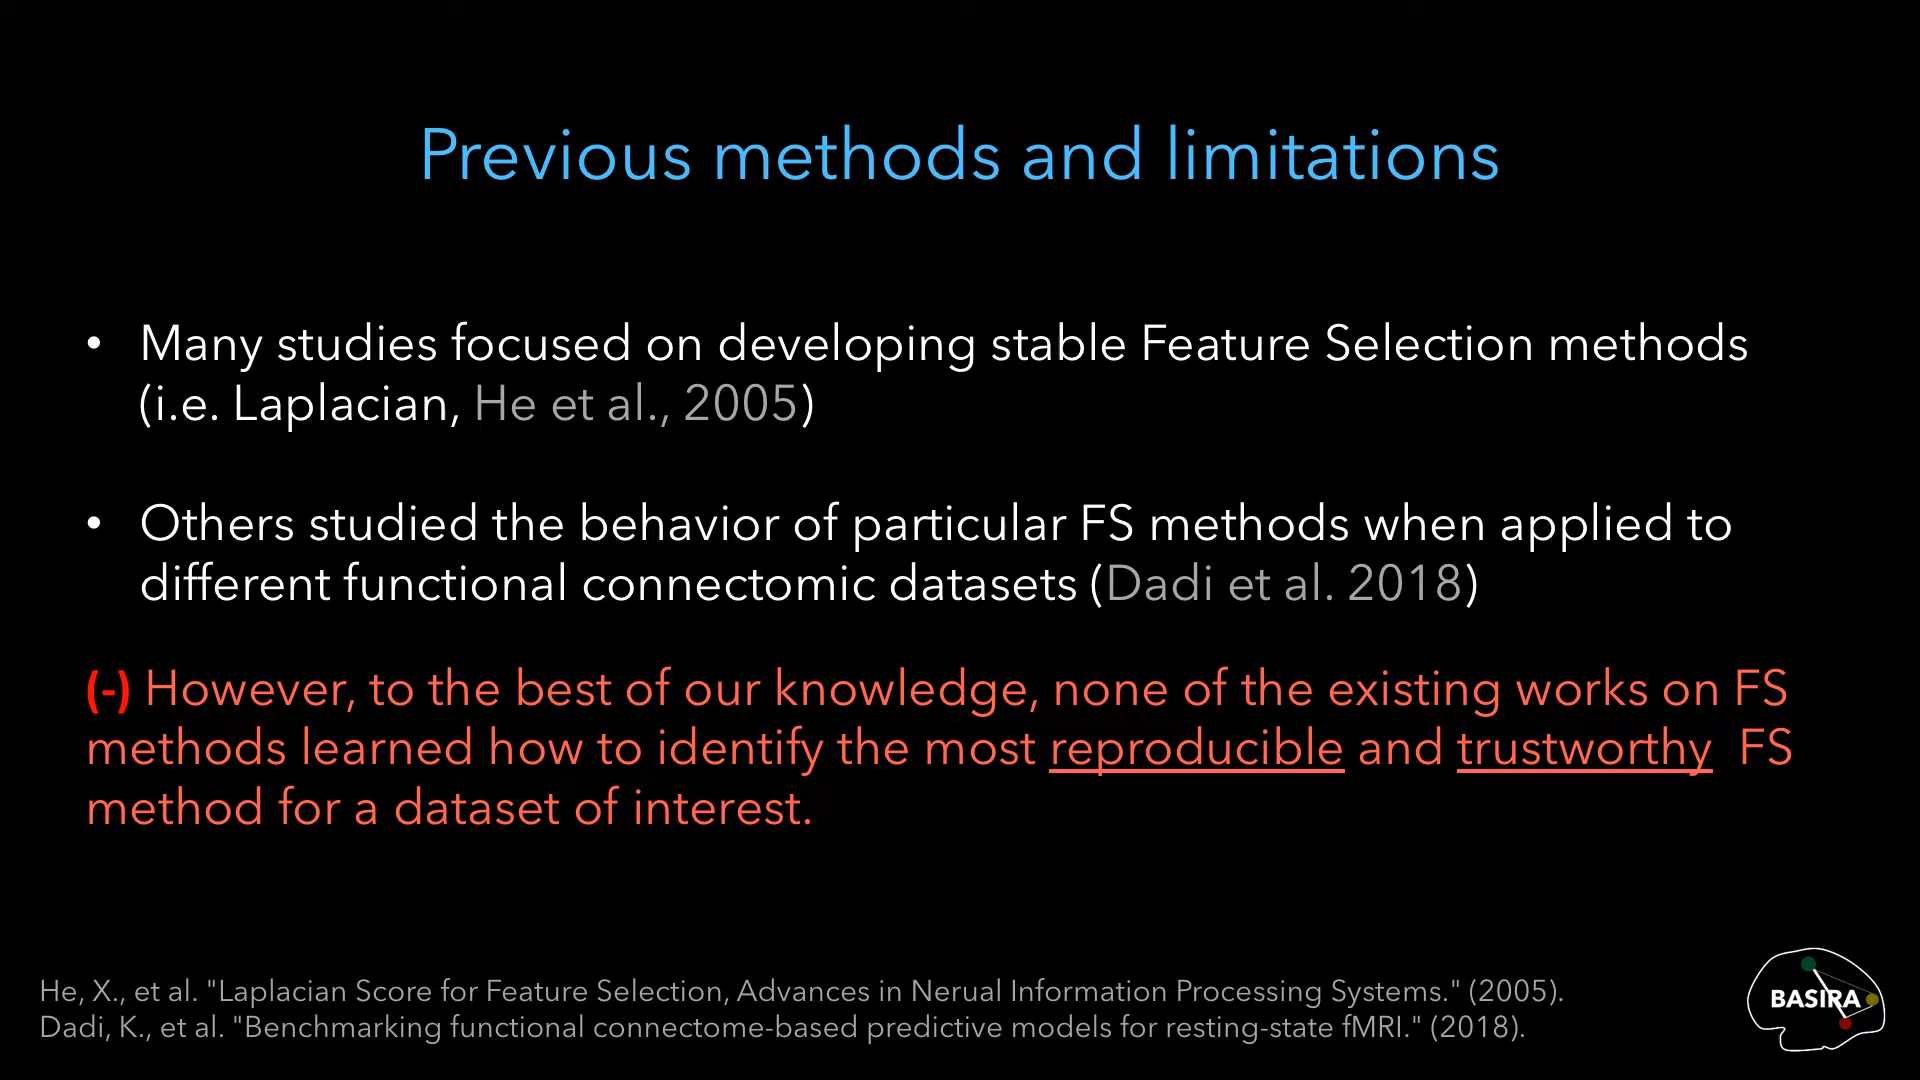 Previous methods and limitations
• Many studies focused on developing stable Feature Selection methods
(i.e. Laplacian, He et al., 2005)
• Others studied the behavior of particular FS methods when applied to
different functional connectomic datasets (Dadi et al. 2018)
(-) However, to the best of our knowledge, none of the existing works on FS
methods learned how to identify the most reproducible and trustworthy  FS
method for a dataset of interest.
He, X., et al. "Laplacian Score for Feature Selection, Advances in Nerual Information Processing Systems." (2005).
Dadi, K., et al. "Benchmarking functional connectome-based predictive models for resting-state fMRI." (2018).
BASIRA